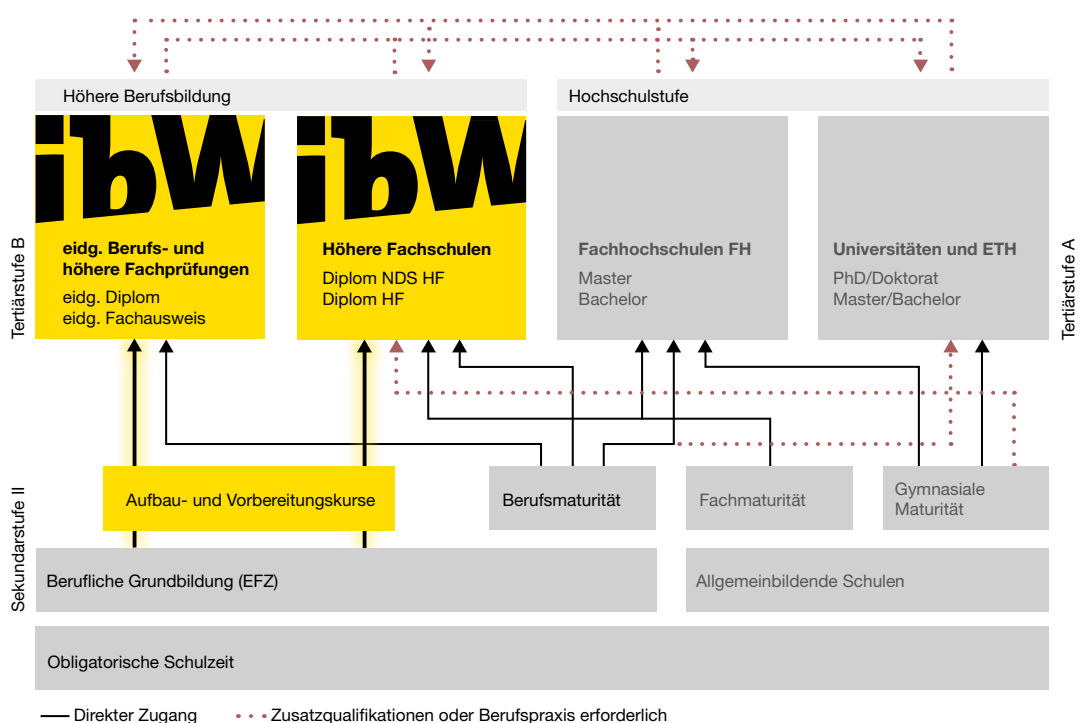 Höhere Berufsbildung
Hochschulstufe
ibW
ibW
eidg. Berufs- und
höhere Fachprüfungen
eidg. Diplom
eidg. Fachausweis
Höhere Fachschulen
Diplom NDS HF
Diplom HF
Fachhochschulen FH
Master
Bachelor
Universitäten und ETH
PhD/Doktorat
Master/Bachelor
Tertiärstufe B
Tertiärstufe A
Aufbau- und Vorbereitungskurse
Berufsmaturität
Fachmaturität
Gymnasiale
Maturität
Sekundarstufe II
Berufliche Grundbildung (EFZ)
Allgemeinbildende Schulen
Obligatorische Schulzeit
Direkter Zugang
Zusatzqualifikationen oder Berufspraxis erforderlich